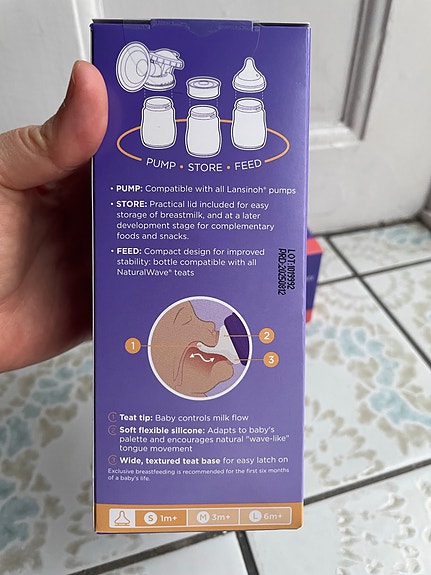 PUMP • STORE • FEED
• PUMP: Compatible with all Lansinoh® pumps
• STORE: Practical lid included for easy
storage of breastmilk, and at a later
development stage for complementary
foods and snacks.
• FEED: Compact design for improved
stability: bottle compatible with all
NaturalWave® teats
LOT:1019992
PRD:20250812
1
2
3
1 Teat tip: Baby controls milk flow
2 Soft flexible silicone: Adapts to baby's
palette and encourages natural "wave-like"
tongue movement
3 Wide, textured teat base for easy latch on
Exclusive breastfeeding is recommended for the first six months
of a baby's life.
S 1m+ M 3m+ L 6m+